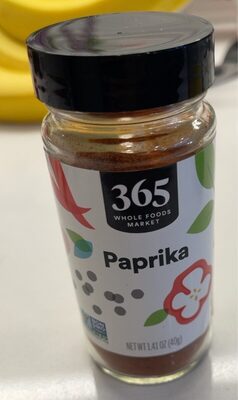 365
WHOLE FOODS
MARKET
Paprika
NET WT 1.41 OZ (40g)